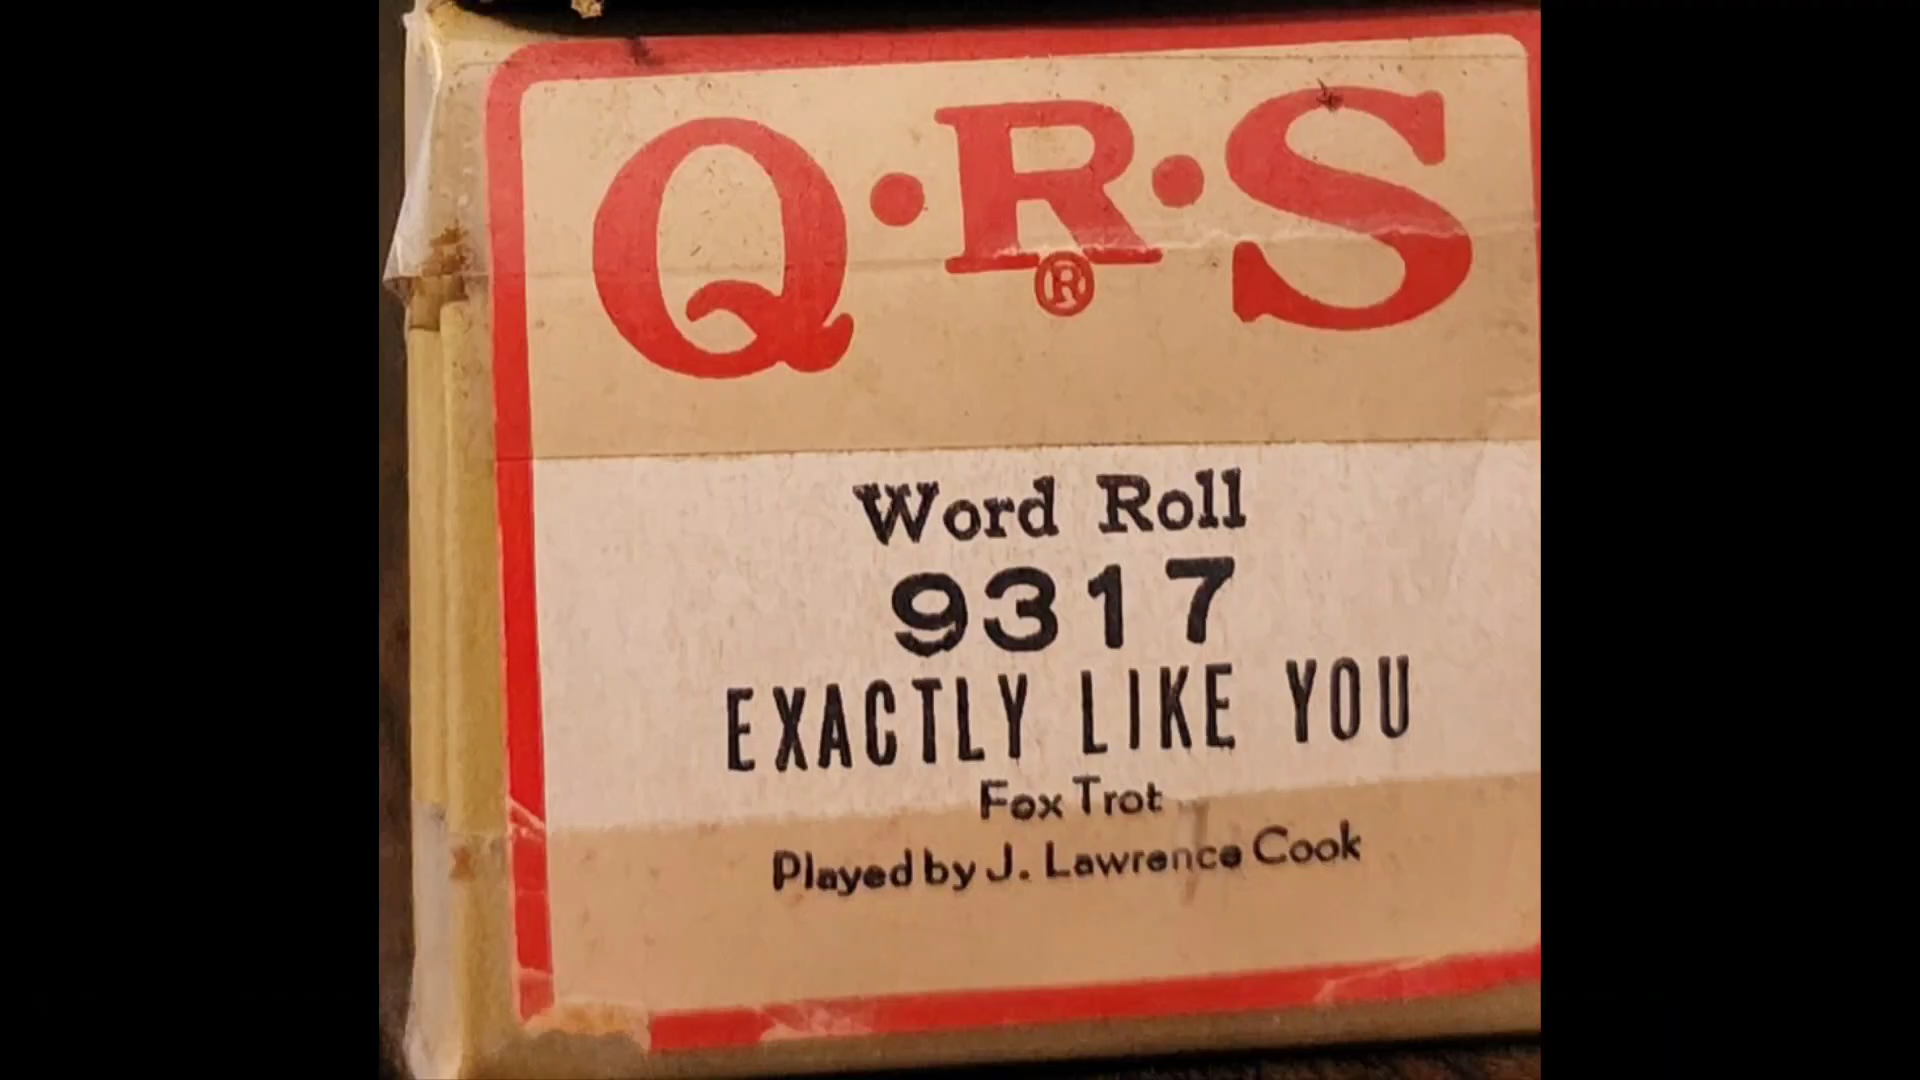 Q·R·S
®
Word Roll
9317
EXACTLY LIKE YOU
Fox Trot
Played by J. Lawrence Cook